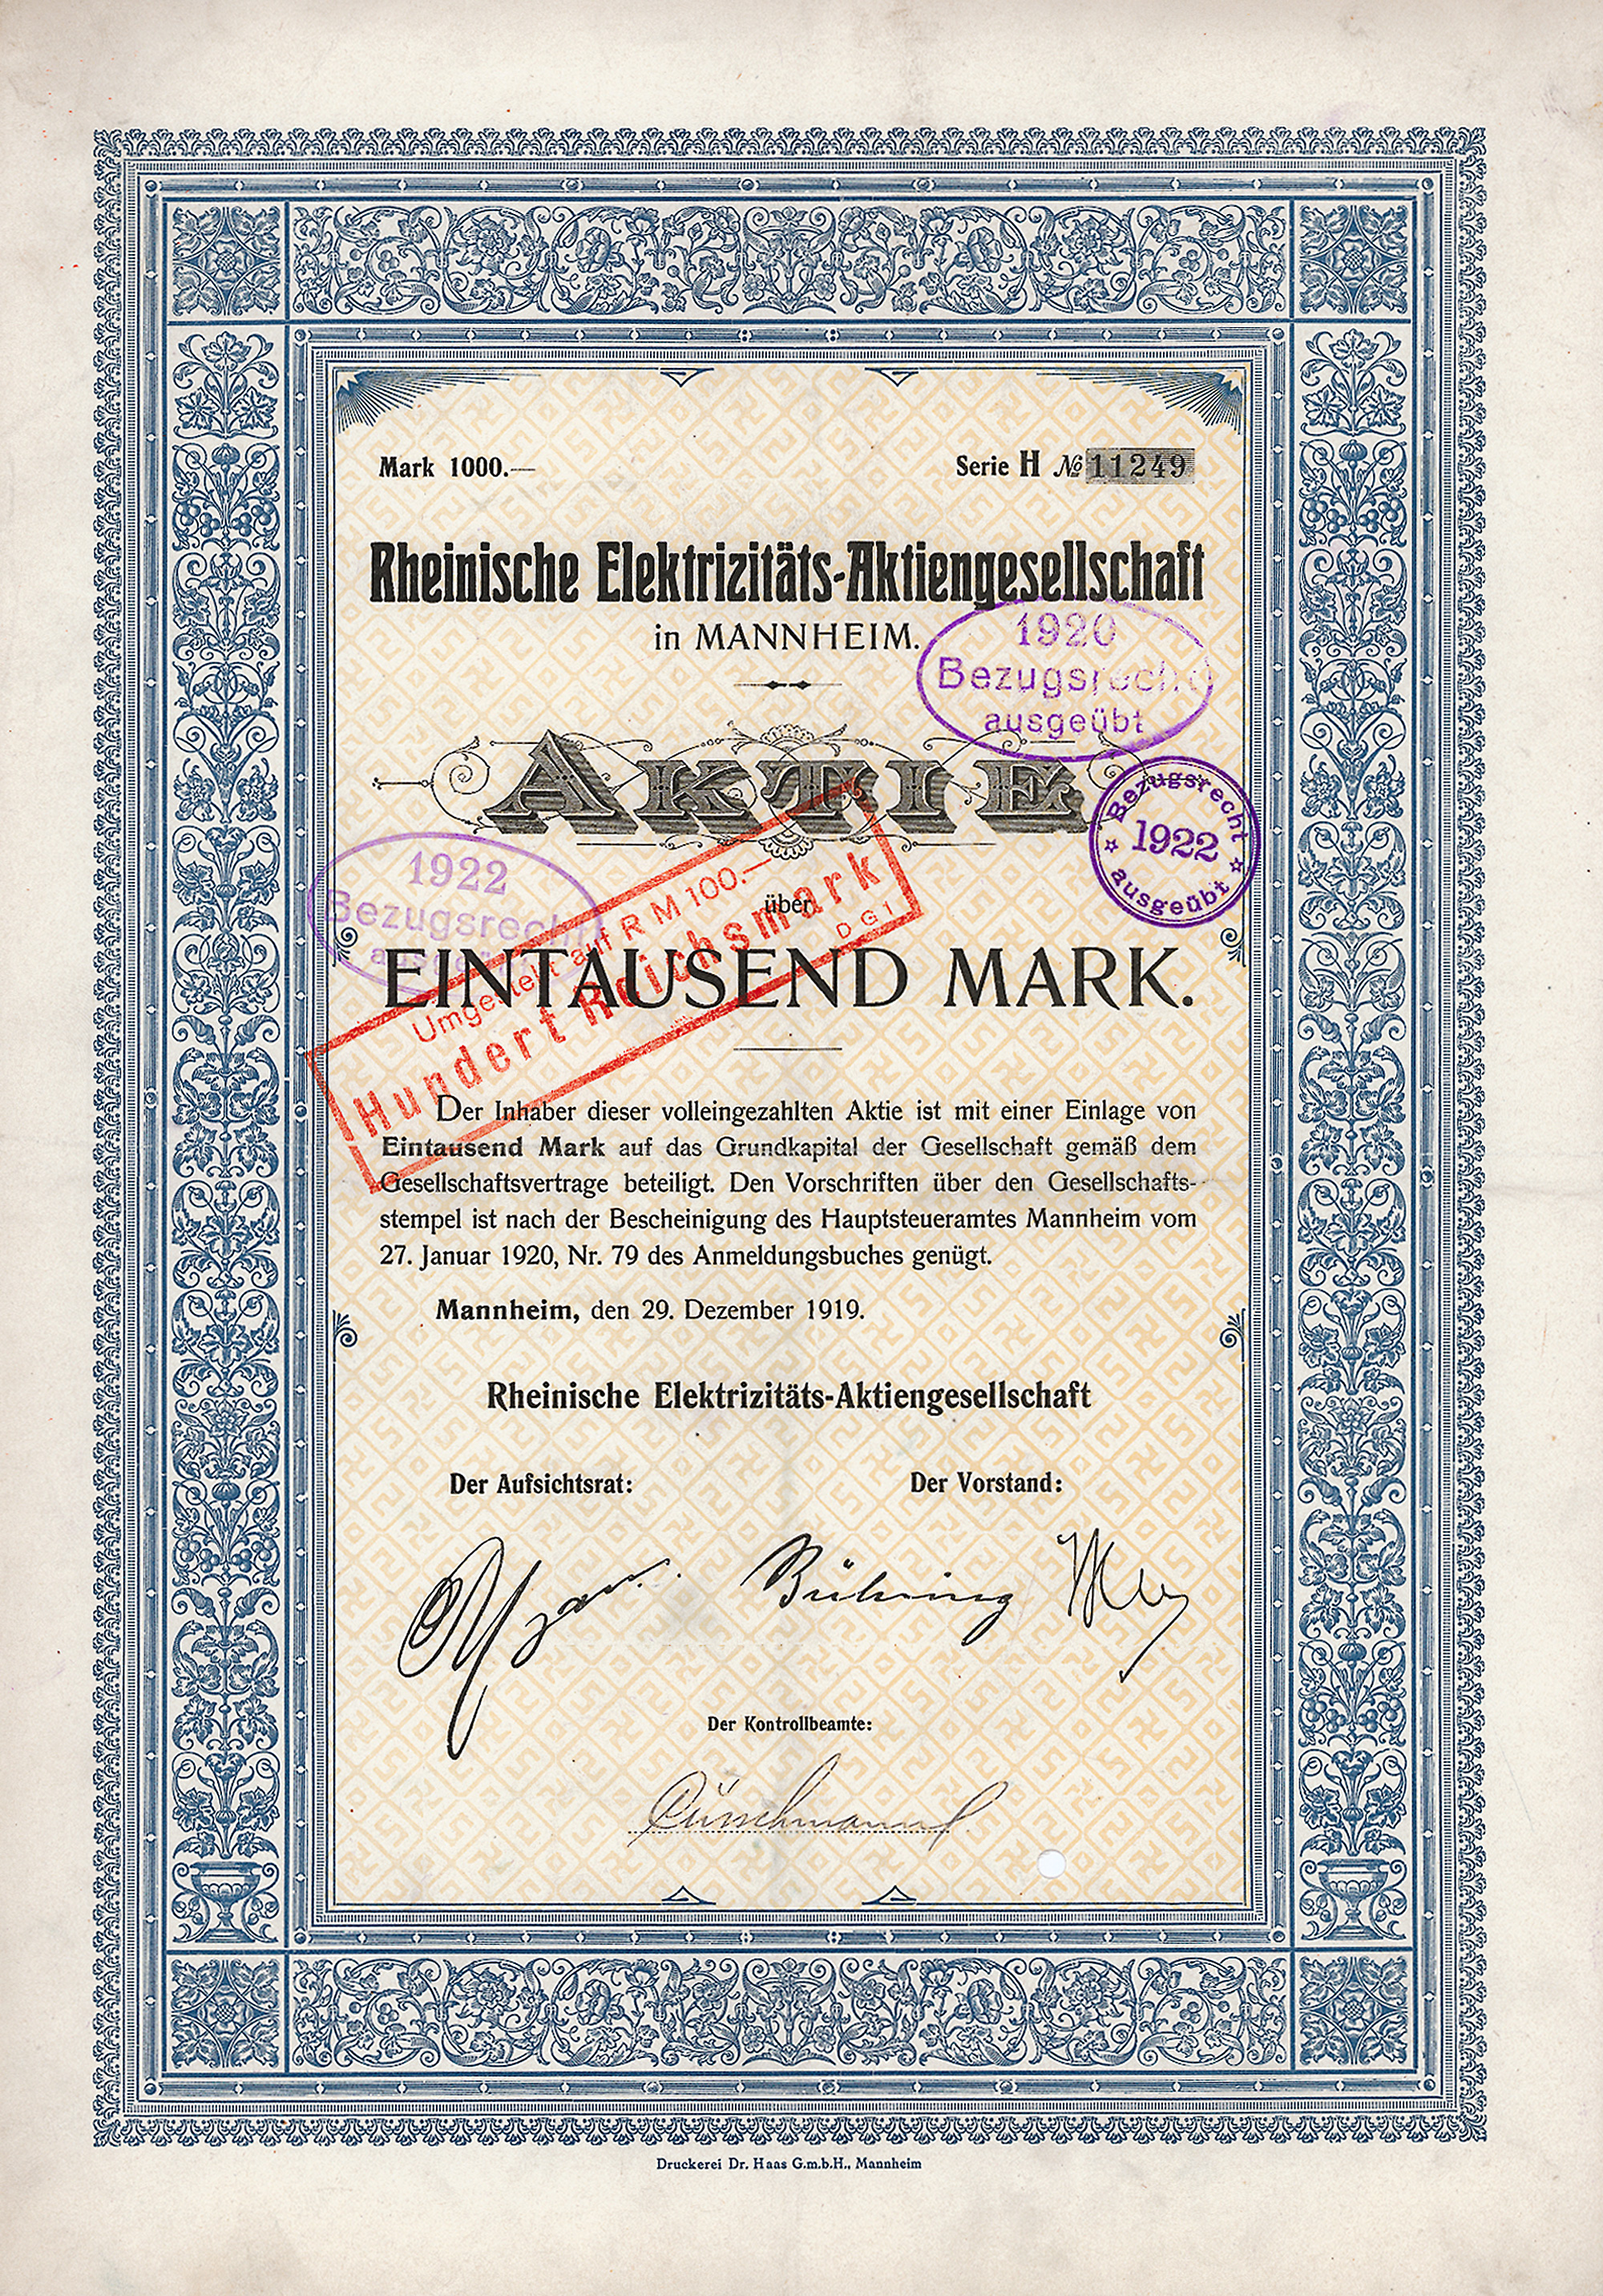 Mark 1000.—
Serie H № 11249
Rheinische Elektrizitäts-Aktiengesellschaft
in MANNHEIM.
1920
Bezugsrecht
ausgeübt
AKTIE
Bezugsrecht
1922
ausgeübt
1922
Bezugsrecht
ausgeübt
über
Umgestellt auf RM 100.—
Hundert Reichsmark
DG1
EINTAUSEND MARK.
Der Inhaber dieser volleingezahlten Aktie ist mit einer Einlage von
Eintausend Mark auf das Grundkapital der Gesellschaft gemäß dem
Gesellschaftsvertrage beteiligt. Den Vorschriften über den Gesellschafts-
stempel ist nach der Bescheinigung des Hauptsteueramtes Mannheim vom
27. Januar 1920, Nr. 79 des Anmeldungsbuches genügt.
Mannheim, den 29. Dezember 1919.
Rheinische Elektrizitäts-Aktiengesellschaft
Der Aufsichtsrat:
Der Vorstand:
Bühring
Der Kontrollbeamte:
Druckerei Dr. Haas G.m.b.H., Mannheim